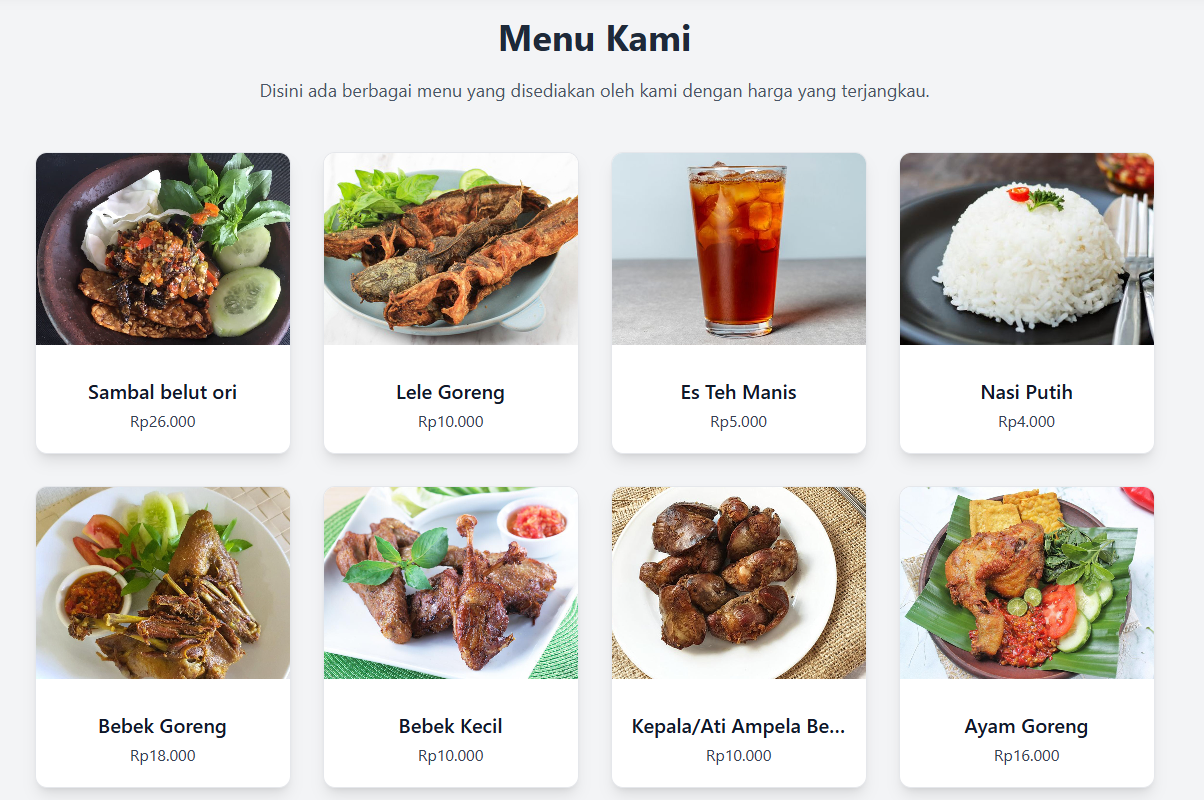 Menu Kami
Disini ada berbagai menu yang disediakan oleh kami dengan harga yang terjangkau.
Sambal belut ori
Rp26.000
Lele Goreng
Rp10.000
Es Teh Manis
Rp5.000
Nasi Putih
Rp4.000
Bebek Goreng
Rp18.000
Bebek Kecil
Rp10.000
Kepala/Ati Ampela Be...
Rp10.000
Ayam Goreng
Rp16.000